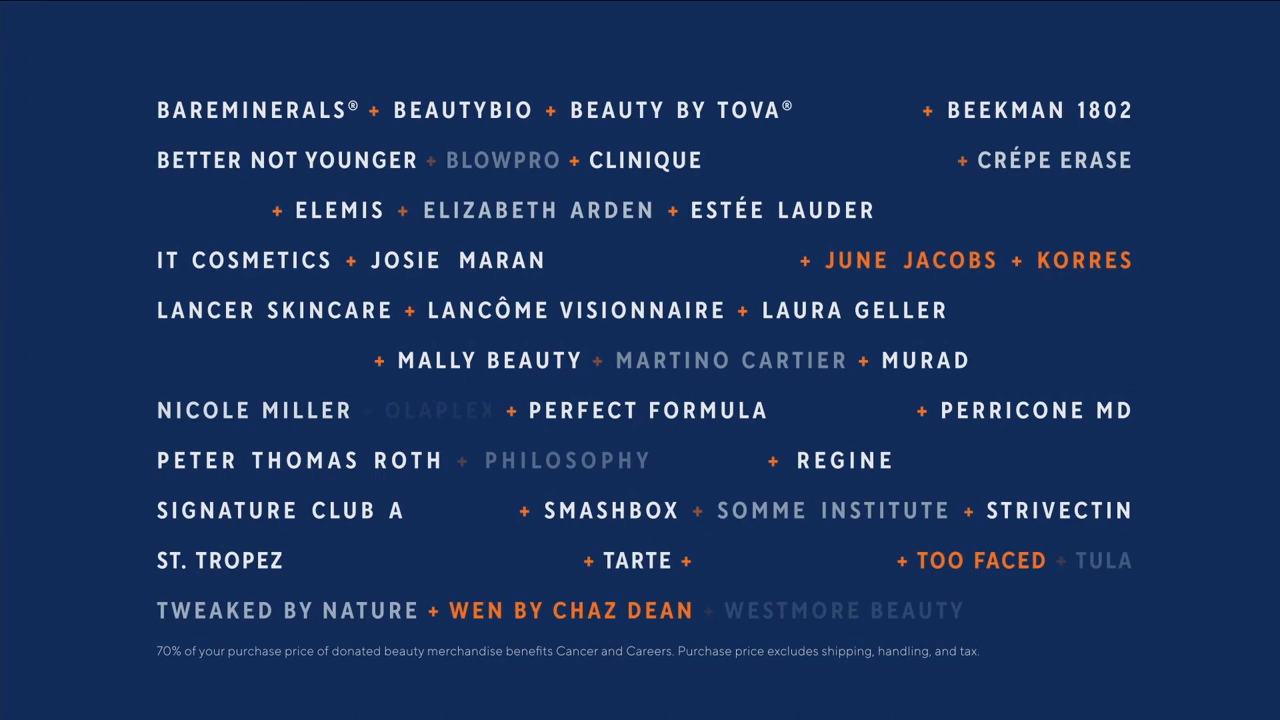 BAREMINERALS® + BEAUTYBIO + BEAUTY BY TOVA® + BEEKMAN 1802
BETTER NOT YOUNGER + BLOWPRO + CLINIQUE + CRÉPE ERASE
+ ELEMIS + ELIZABETH ARDEN + ESTÉE LAUDER
IT COSMETICS + JOSIE MARAN + JUNE JACOBS + KORRES
LANCER SKINCARE + LANCÔME VISIONNAIRE + LAURA GELLER
+ MALLY BEAUTY + MARTINO CARTIER + MURAD
NICOLE MILLER + OLAPLEX + PERFECT FORMULA + PERRICONE MD
PETER THOMAS ROTH + PHILOSOPHY + REGINE
SIGNATURE CLUB A + SMASHBOX + SOMME INSTITUTE + STRIVECTIN
ST. TROPEZ + TARTE + + TOO FACED + TULA
TWEAKED BY NATURE + WEN BY CHAZ DEAN + WESTMORE BEAUTY
70% of your purchase price of donated beauty merchandise benefits Cancer and Careers. Purchase price excludes shipping, handling, and tax.